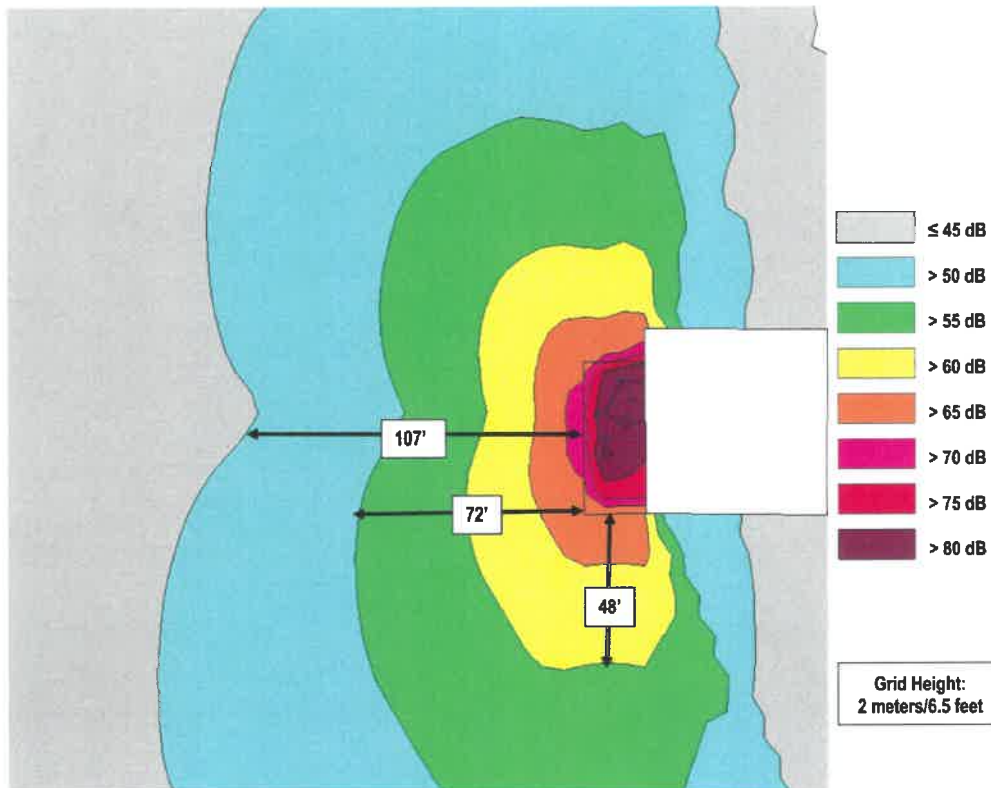 ≤ 45 dB
> 50 dB
> 55 dB
> 60 dB
> 65 dB
> 70 dB
> 75 dB
> 80 dB
107'
72'
48'
Grid Height:
2 meters/6.5 feet